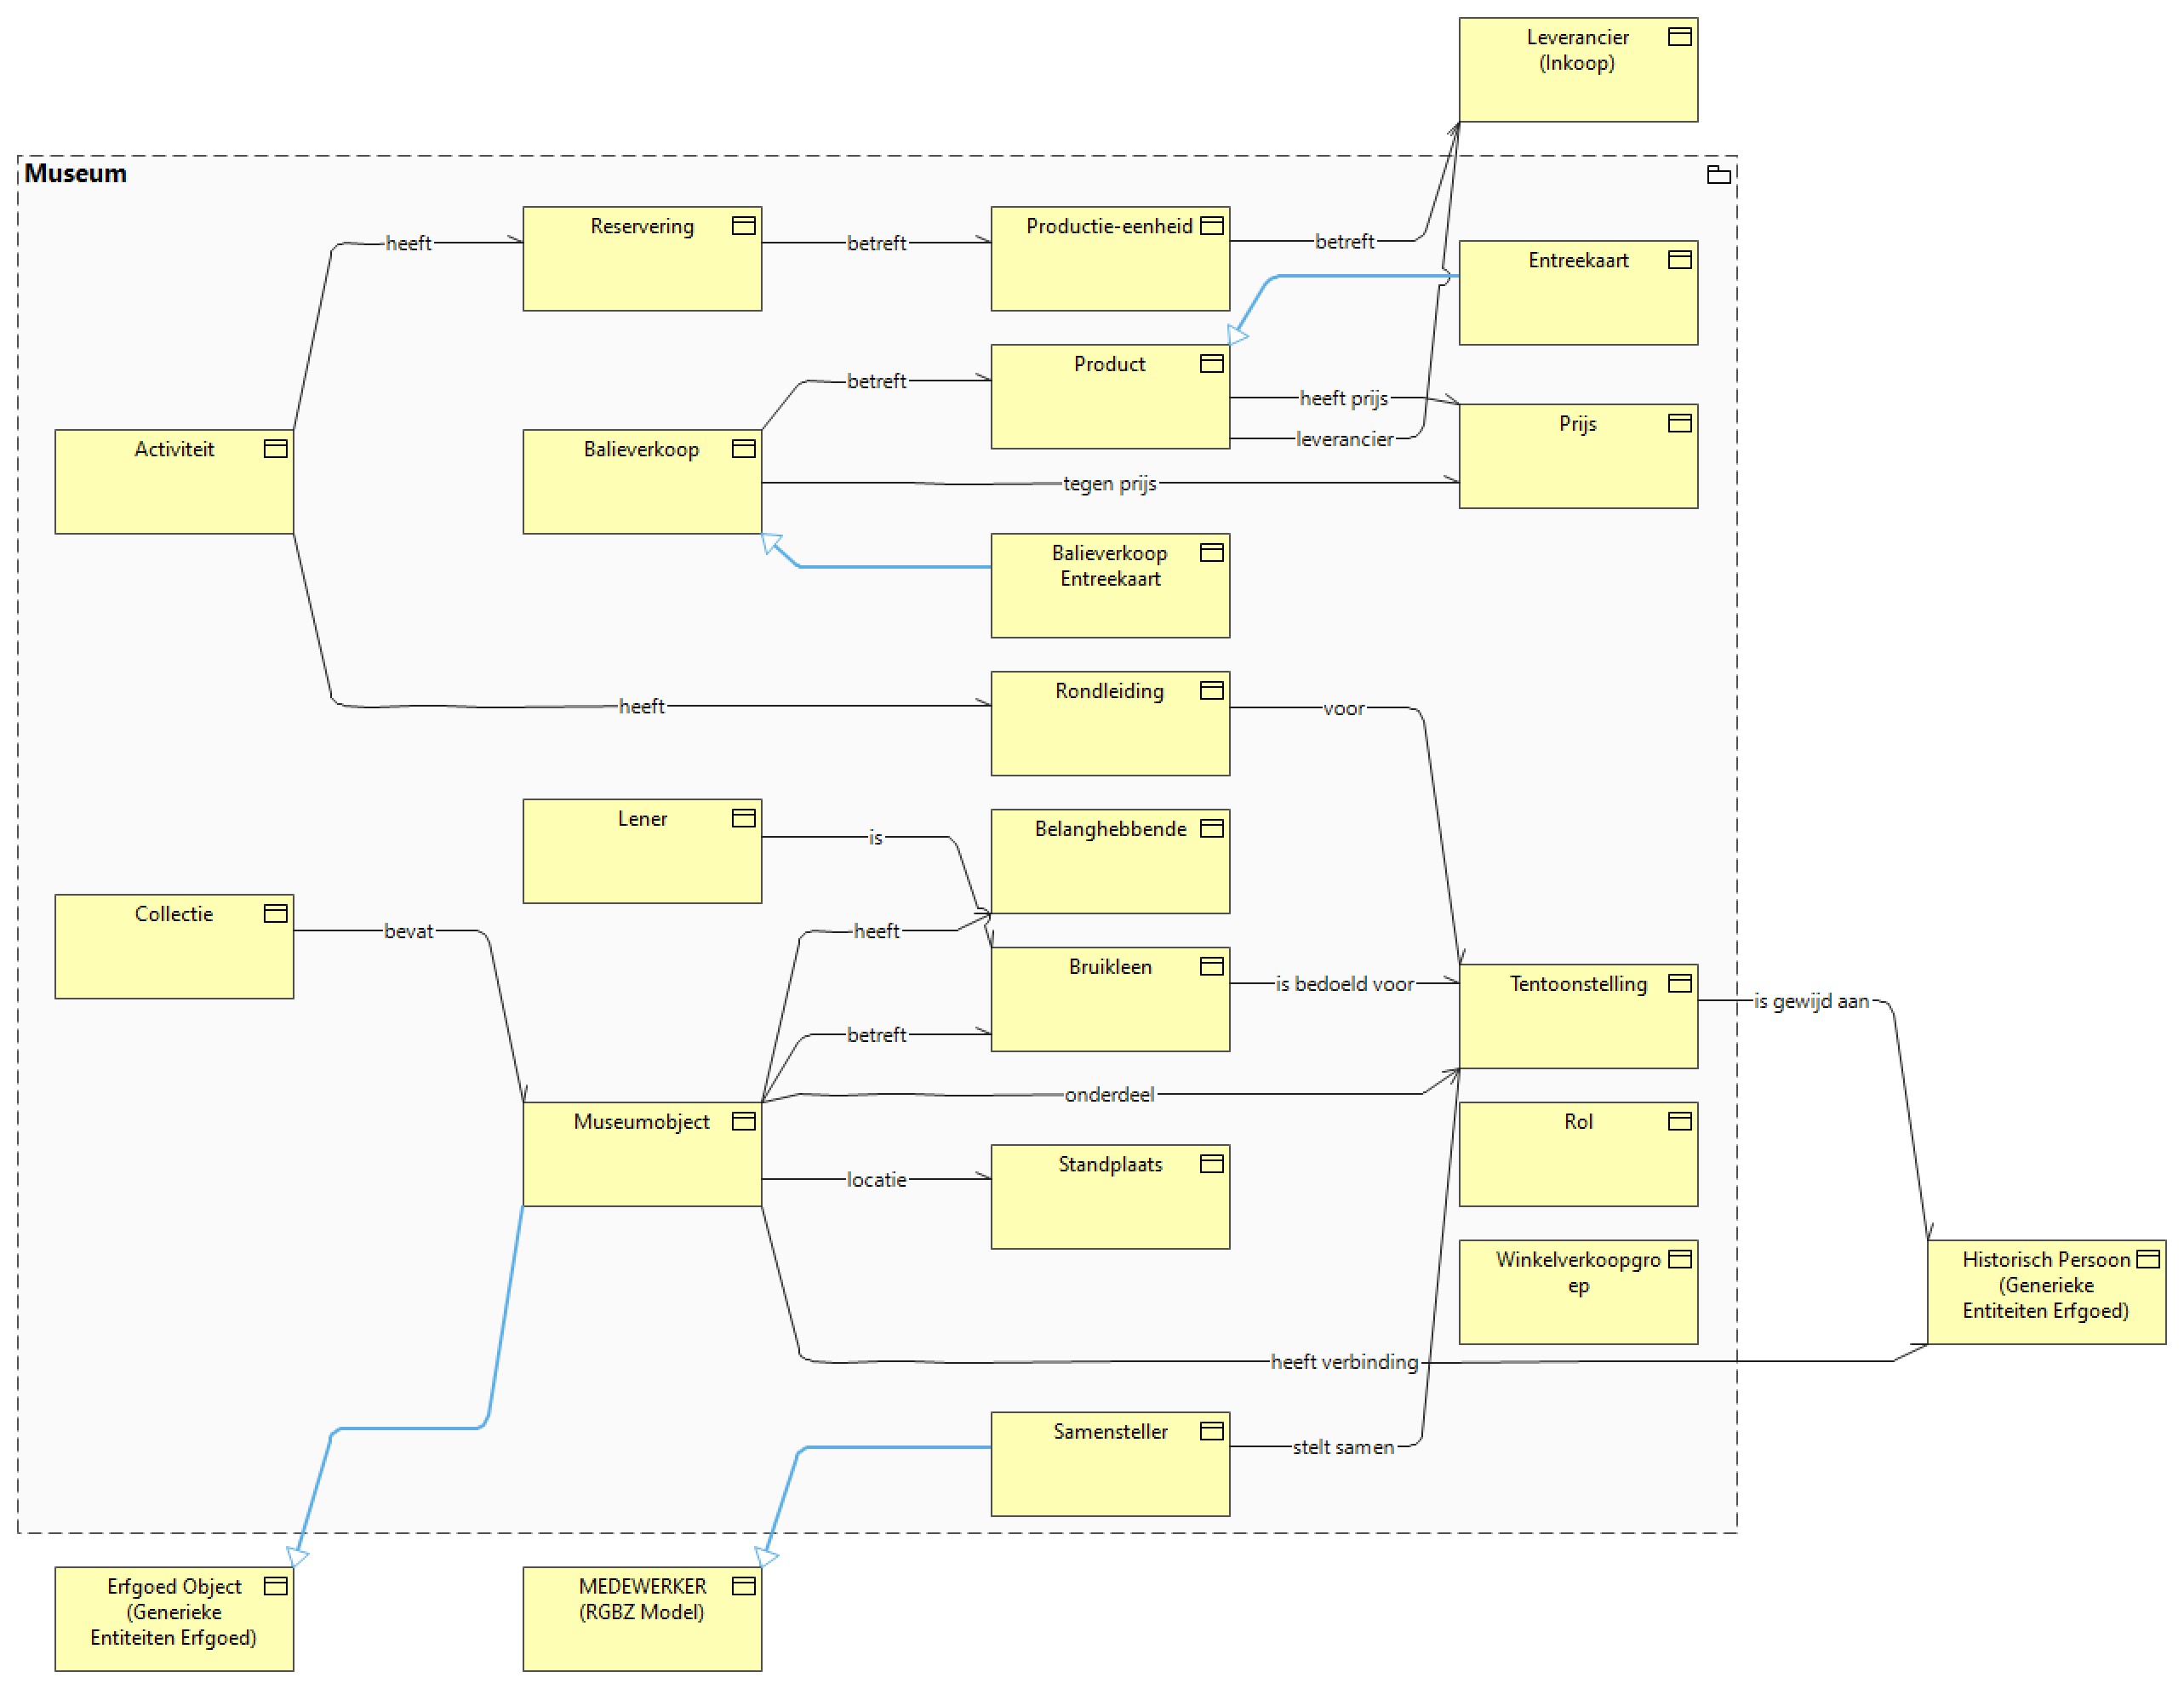 Leverancier
(Inkoop)
Museum
Reservering
Productie-eenheid
heeft
betreft
betreft
Entreekaart
Product
betreft
heeft prijs
Prijs
leverancier
Activiteit
Balieverkoop
tegen prijs
Balieverkoop
Entreekaart
Rondleiding
heeft
voor
Lener
Belanghebbende
is
Collectie
bevat
heeft
Bruikleen
is bedoeld voor
Tentoonstelling
is gewijd aan
betreft
onderdeel
Museumobject
Rol
Standplaats
locatie
Winkelverkoopgro
ep
Historisch Persoon
(Generieke
Entiteiten Erfgoed)
heeft verbinding
Samensteller
stelt samen
Erfgoed Object
(Generieke
Entiteiten Erfgoed)
MEDEWERKER
(RGBZ Model)